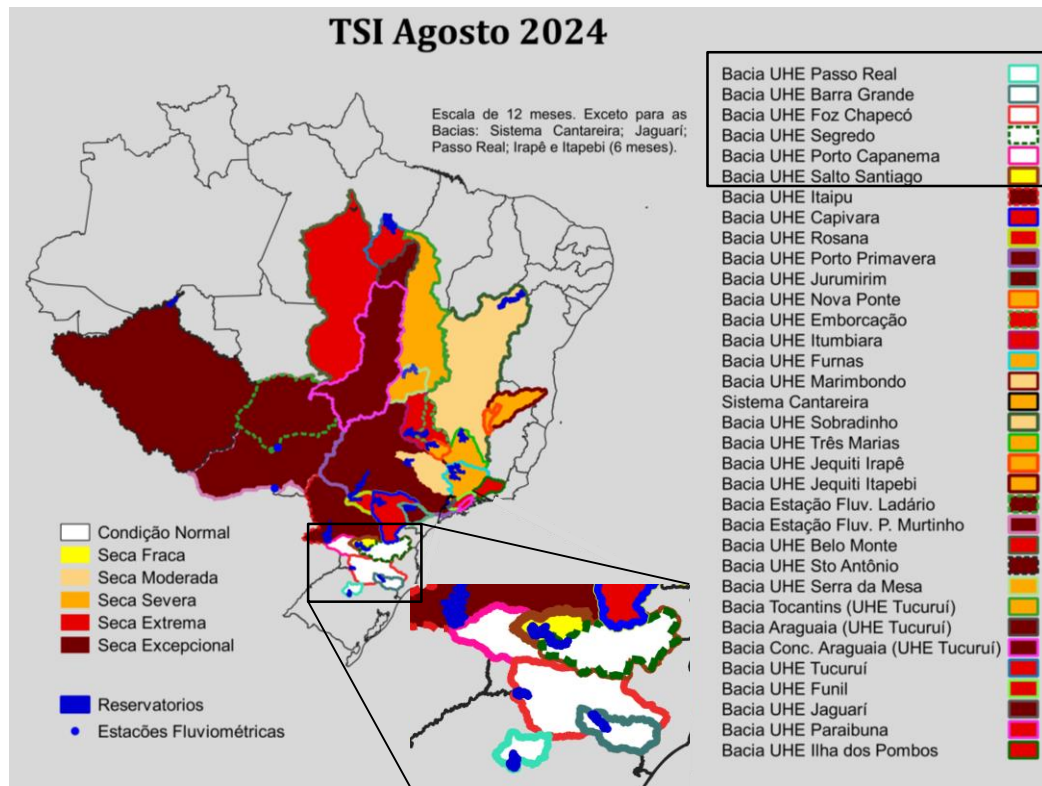 TSI Agosto 2024
Escala de 12 meses. Exceto para as
Bacias: Sistema Cantareira; Jaguarí;
Passo Real; Irapê e Itapebi (6 meses).
Bacia UHE Passo Real
Bacia UHE Barra Grande
Bacia UHE Foz Chapecó
Bacia UHE Segredo
Bacia UHE Porto Capanema
Bacia UHE Salto Santiago
Bacia UHE Itaipu
Bacia UHE Capivara
Bacia UHE Rosana
Bacia UHE Porto Primavera
Bacia UHE Jurumirim
Bacia UHE Nova Ponte
Bacia UHE Emborcação
Bacia UHE Itumbiara
Bacia UHE Furnas
Bacia UHE Marimbondo
Sistema Cantareira
Bacia UHE Sobradinho
Bacia UHE Três Marias
Bacia UHE Jequiti Irapê
Bacia UHE Jequiti Itapebi
Bacia Estação Fluv. Ladário
Bacia Estação Fluv. P. Murtinho
Bacia UHE Belo Monte
Bacia UHE Sto Antônio
Bacia UHE Serra da Mesa
Bacia Tocantins (UHE Tucuruí)
Bacia Araguaia (UHE Tucuruí)
Bacia Conc. Araguaia (UHE Tucuruí)
Bacia UHE Tucuruí
Bacia UHE Funil
Bacia UHE Jaguarí
Bacia UHE Paraibuna
Bacia UHE Ilha dos Pombos
Condição Normal
Seca Fraca
Seca Moderada
Seca Severa
Seca Extrema
Seca Excepcional
Reservatorios
Estacões Fluviométricas